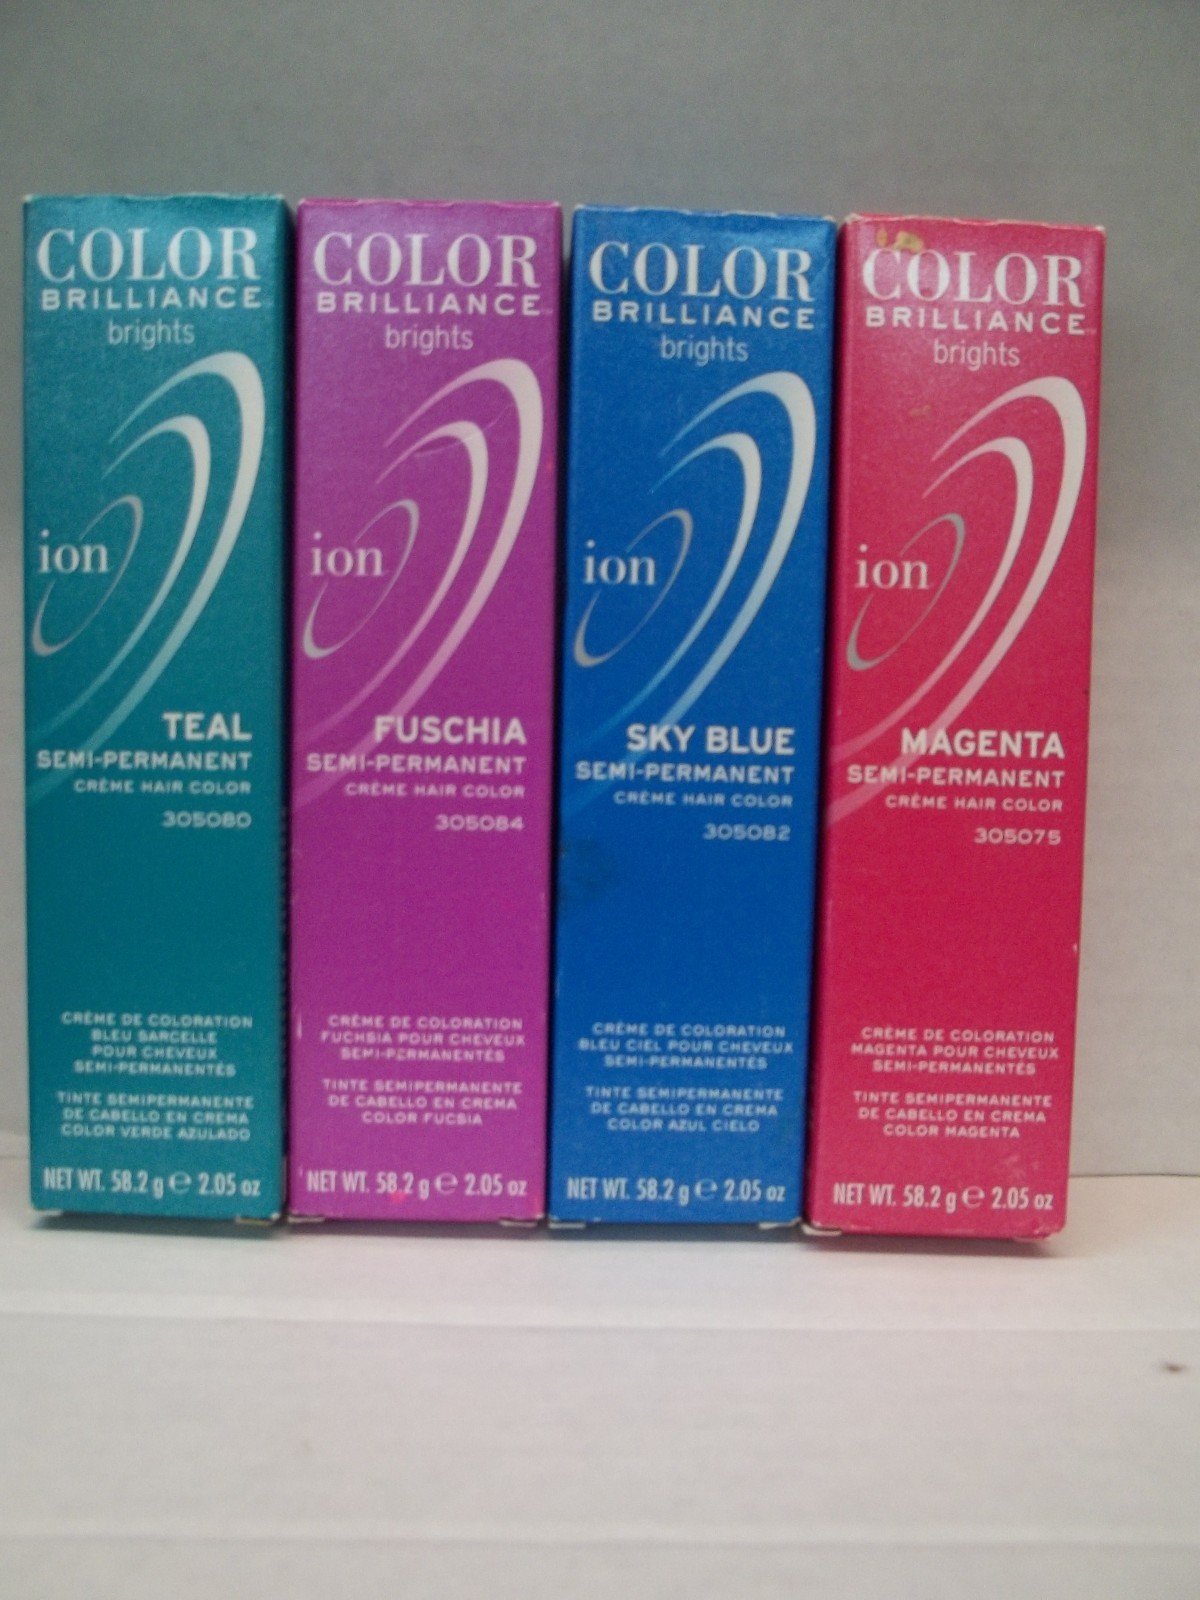 COLOR
BRILLIANCE
brights
ion
TEAL
SEMI-PERMANENT
CRÈME HAIR COLOR
305080
CRÈME DE COLORATION
BLEU SARCELLE
POUR CHEVEUX
SEMI-PERMANENTÉS
TINTE SEMIPERMANENTE
DE CABELLO EN CREMA
COLOR VERDE AZULADO
NET WT. 58.2 g ℮ 2.05 oz
COLOR
BRILLIANCE
brights
ion
FUSCHIA
SEMI-PERMANENT
CRÈME HAIR COLOR
305084
CRÈME DE COLORATION
FUCHSIA POUR CHEVEUX
SEMI-PERMANENTÉS
TINTE SEMIPERMANENTE
DE CABELLO EN CREMA
COLOR FUCSIA
NET WT. 58.2 g ℮ 2.05 oz
COLOR
BRILLIANCE
brights
ion
SKY BLUE
SEMI-PERMANENT
CRÈME HAIR COLOR
305082
CRÈME DE COLORATION
BLEU CIEL POUR CHEVEUX
SEMI-PERMANENTÉS
TINTE SEMIPERMANENTE
DE CABELLO EN CREMA
COLOR AZUL CIELO
NET WT. 58.2 g ℮ 2.05 oz
COLOR
BRILLIANCE
brights
ion
MAGENTA
SEMI-PERMANENT
CRÈME HAIR COLOR
305075
CRÈME DE COLORATION
MAGENTA POUR CHEVEUX
SEMI-PERMANENTÉS
TINTE SEMIPERMANENTE
DE CABELLO EN CREMA
COLOR MAGENTA
NET WT. 58.2 g ℮ 2.05 oz